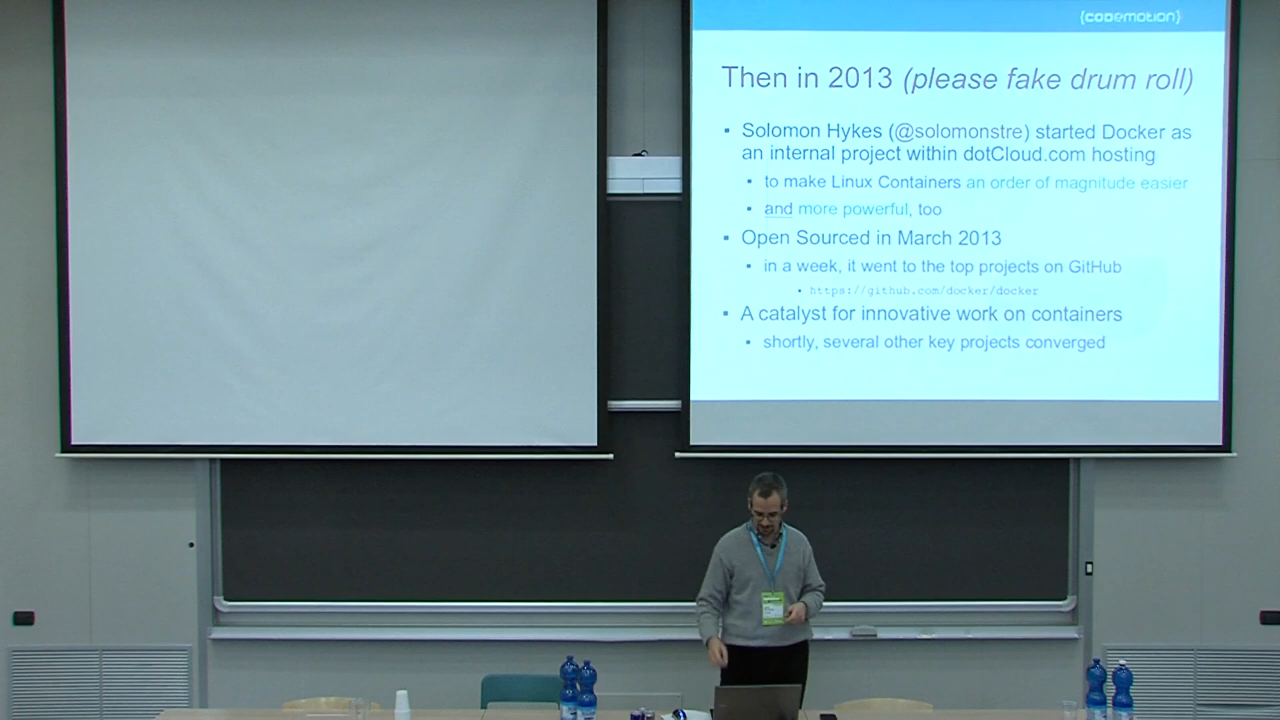 {codemotion}
Then in 2013 (please fake drum roll)
▪ Solomon Hykes (@solomonstre) started Docker as
an internal project within dotCloud.com hosting
▪ to make Linux Containers an order of magnitude easier
▪ and more powerful, too
▪ Open Sourced in March 2013
▪ in a week, it went to the top projects on GitHub
▪ https://github.com/docker/docker
▪ A catalyst for innovative work on containers
▪ shortly, several other key projects converged